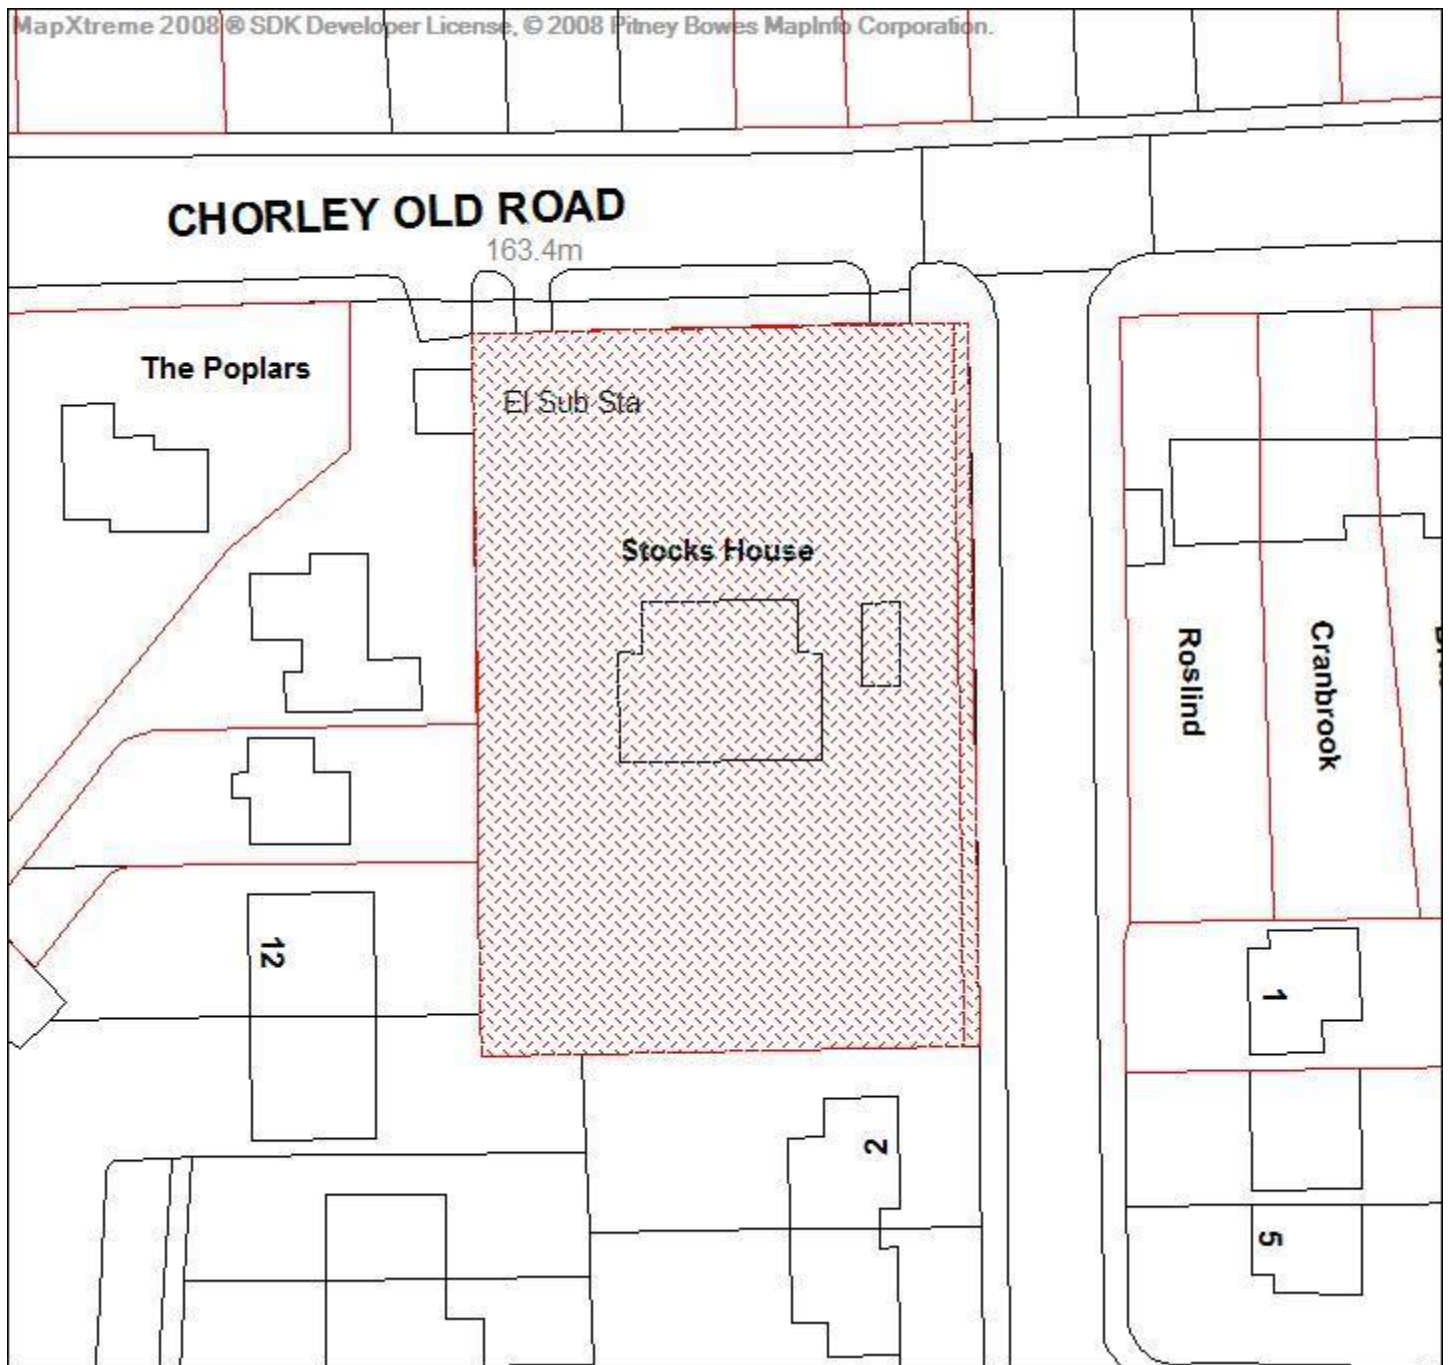 MapXtreme 2008 ® SDK Developer License, © 2008 Pitney Bowes MapInfo Corporation.
CHORLEY OLD ROAD
163.4m
The Poplars
El Sub Sta
Stocks House
Roslind
Cranbrook
12
1
2
5